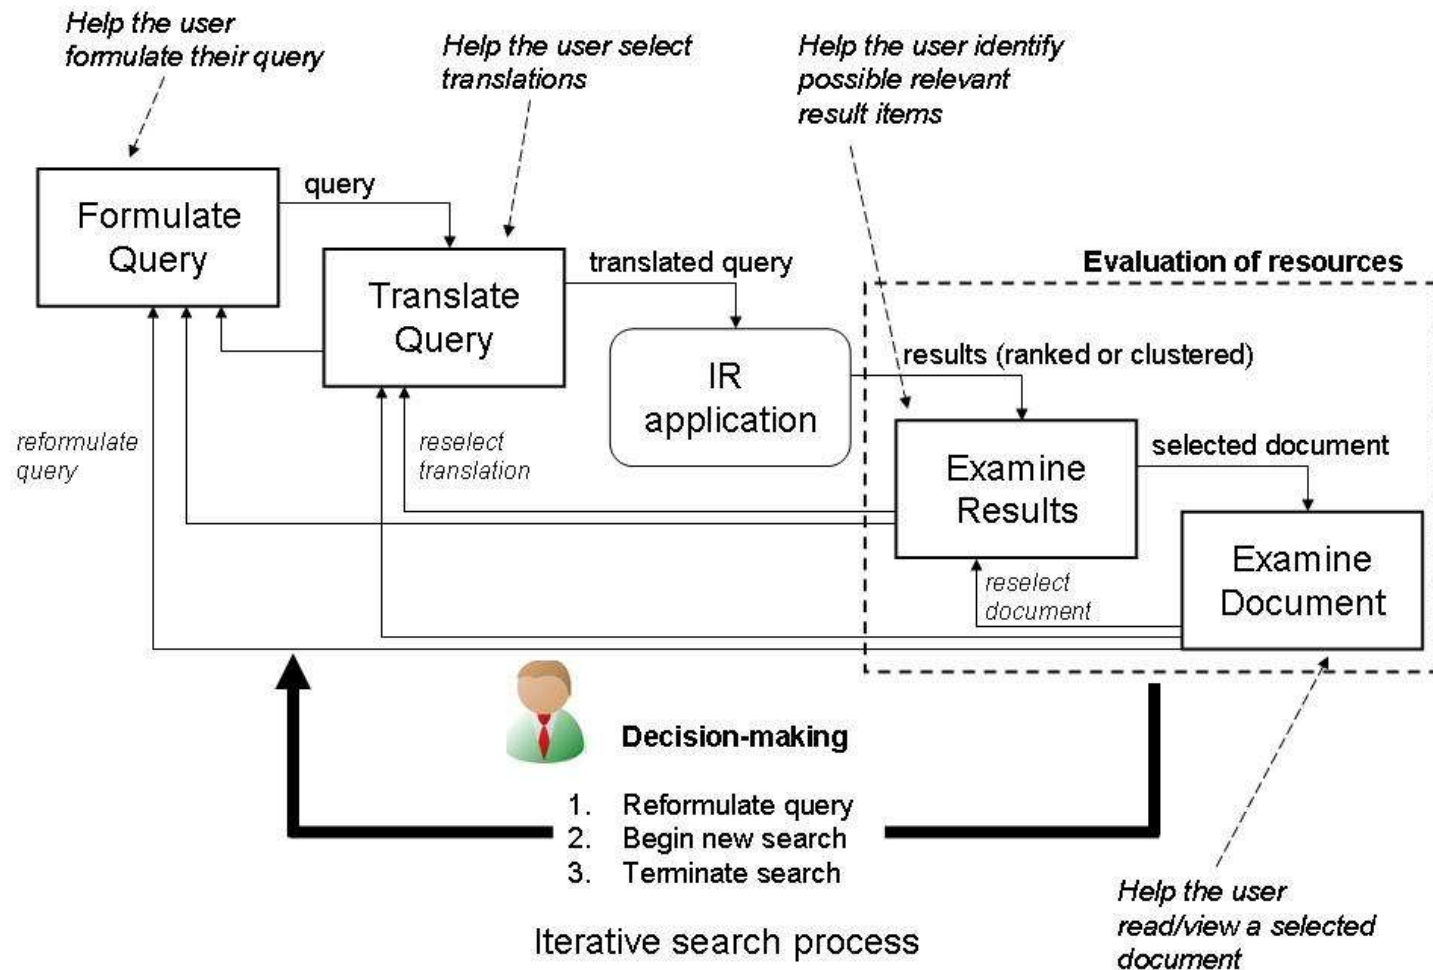 Help the user
formulate their query
Help the user select
translations
Help the user identify
possible relevant
result items
Formulate
Query
query
Translate
Query
translated query
Evaluation of resources
IR
application
results (ranked or clustered)
reformulate
query
reselect
translation
Examine
Results
selected document
Examine
Document
reselect
document
Decision-making
1. Reformulate query
2. Begin new search
3. Terminate search
Help the user
read/view a selected
document
Iterative search process